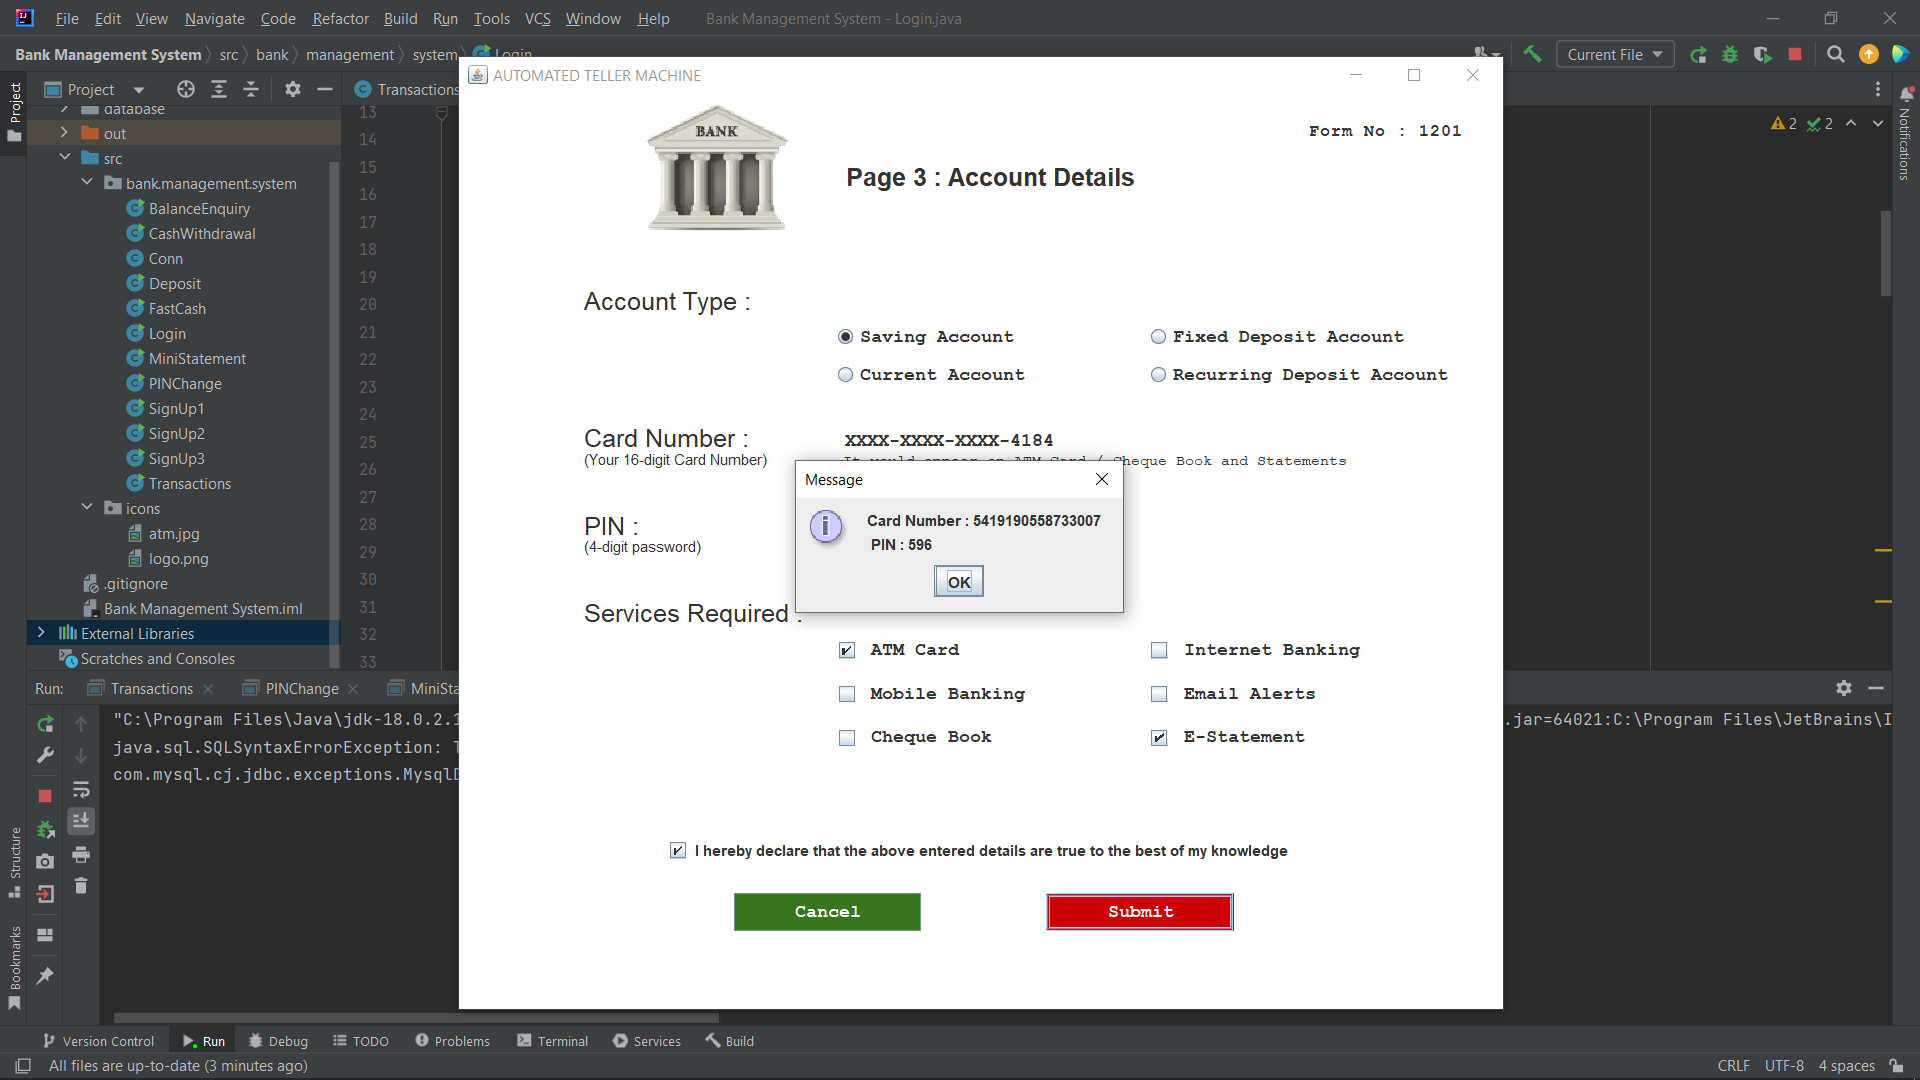 File Edit View Navigate Code Refactor Build Run Tools VCS Window Help Bank Management System - Login.java
Bank Management System src bank management system Login
Current File
Project
Project
Transactions
AUTOMATED TELLER MACHINE
2 2
Notifications
database
out
src
bank.management.system
BalanceEnquiry
CashWithdrawal
Conn
Deposit
FastCash
Login
MiniStatement
PINChange
SignUp1
SignUp2
SignUp3
Transactions
icons
atm.jpg
logo.png
.gitignore
Bank Management System.iml
External Libraries
Scratches and Consoles
13
14
15
16
17
18
19
20
21
22
23
24
25
26
27
28
29
30
31
32
33
BANK
Form No : 1201
Page 3 : Account Details
Account Type :
Saving Account Fixed Deposit Account
Current Account Recurring Deposit Account
Card Number : XXXX-XXXX-XXXX-4184
(Your 16-digit Card Number) It would appear on ATM Card / Cheque Book and Statements
Message
PIN :
(4-digit password)
Card Number : 5419190558733007
PIN : 596
OK
Services Required :
ATM Card Internet Banking
Mobile Banking Email Alerts
Cheque Book E-Statement
I hereby declare that the above entered details are true to the best of my knowledge
Cancel Submit
Run: Transactions PINChange MiniSta
"C:\Program Files\Java\jdk-18.0.2.1
.jar=64021:C:\Program Files\JetBrains\I
java.sql.SQLSyntaxErrorException:
com.mysql.cj.jdbc.exceptions.MysqlD
Structure
Bookmarks
Version Control Run Debug TODO Problems Terminal Services Build
All files are up-to-date (3 minutes ago) CRLF UTF-8 4 spaces